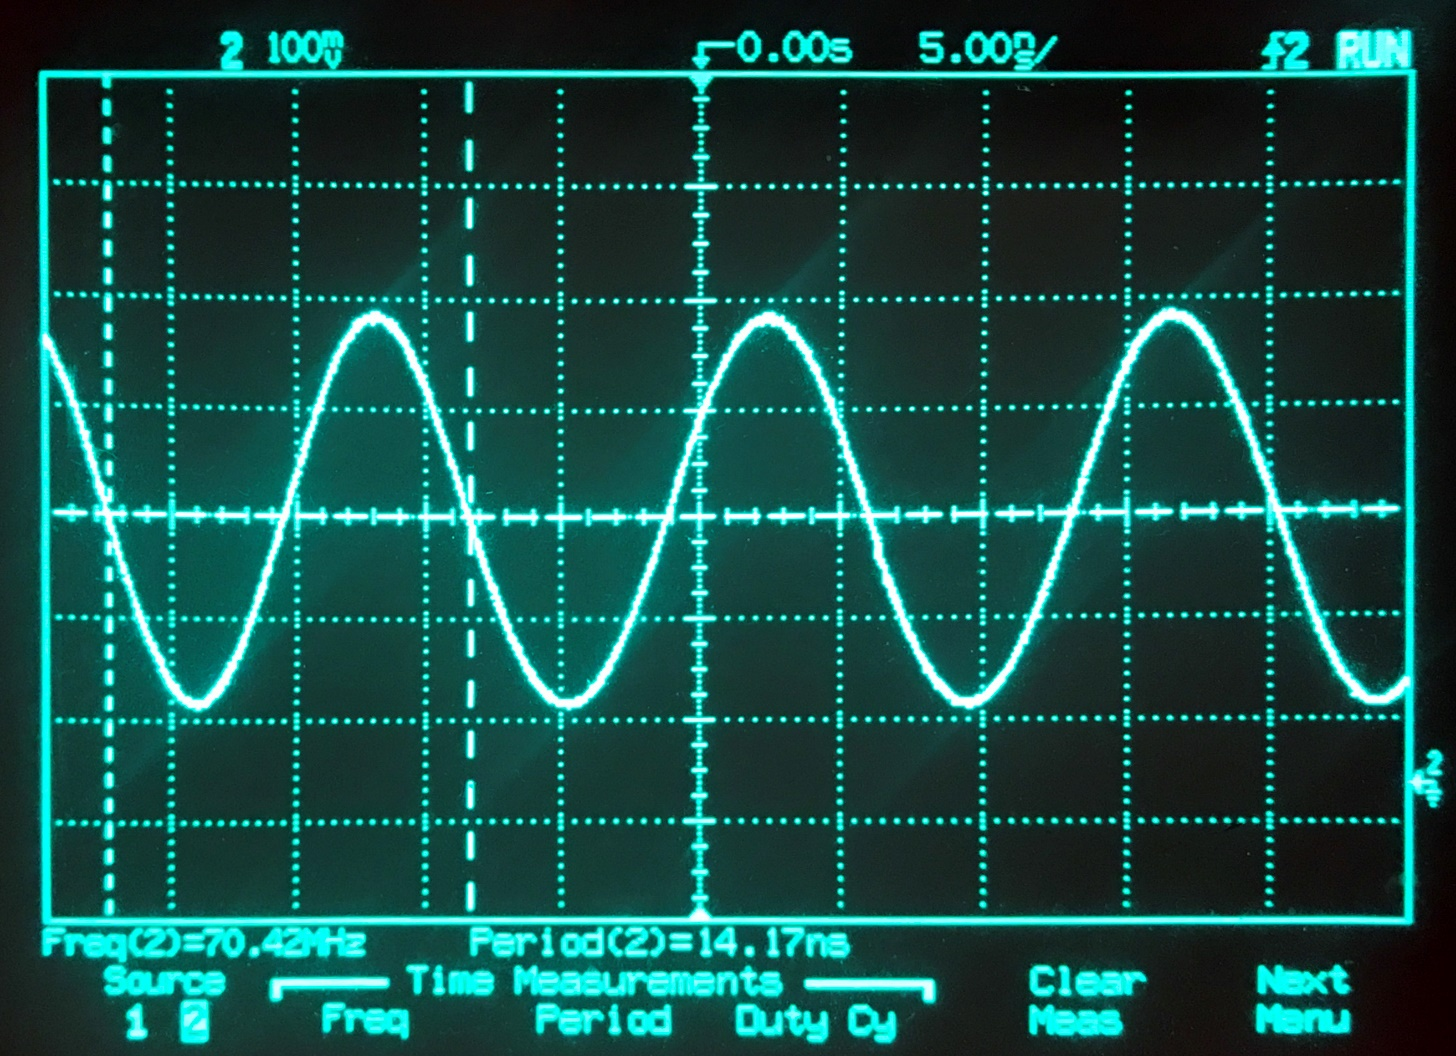 2 100mV 0.00s 5.00ns/ f2 RUN
2
Freq(2)=70.42MHz Period(2)=14.17ns
Source Time Measurements Clear Next
1 2 Freq Period Duty Cy Meas Menu